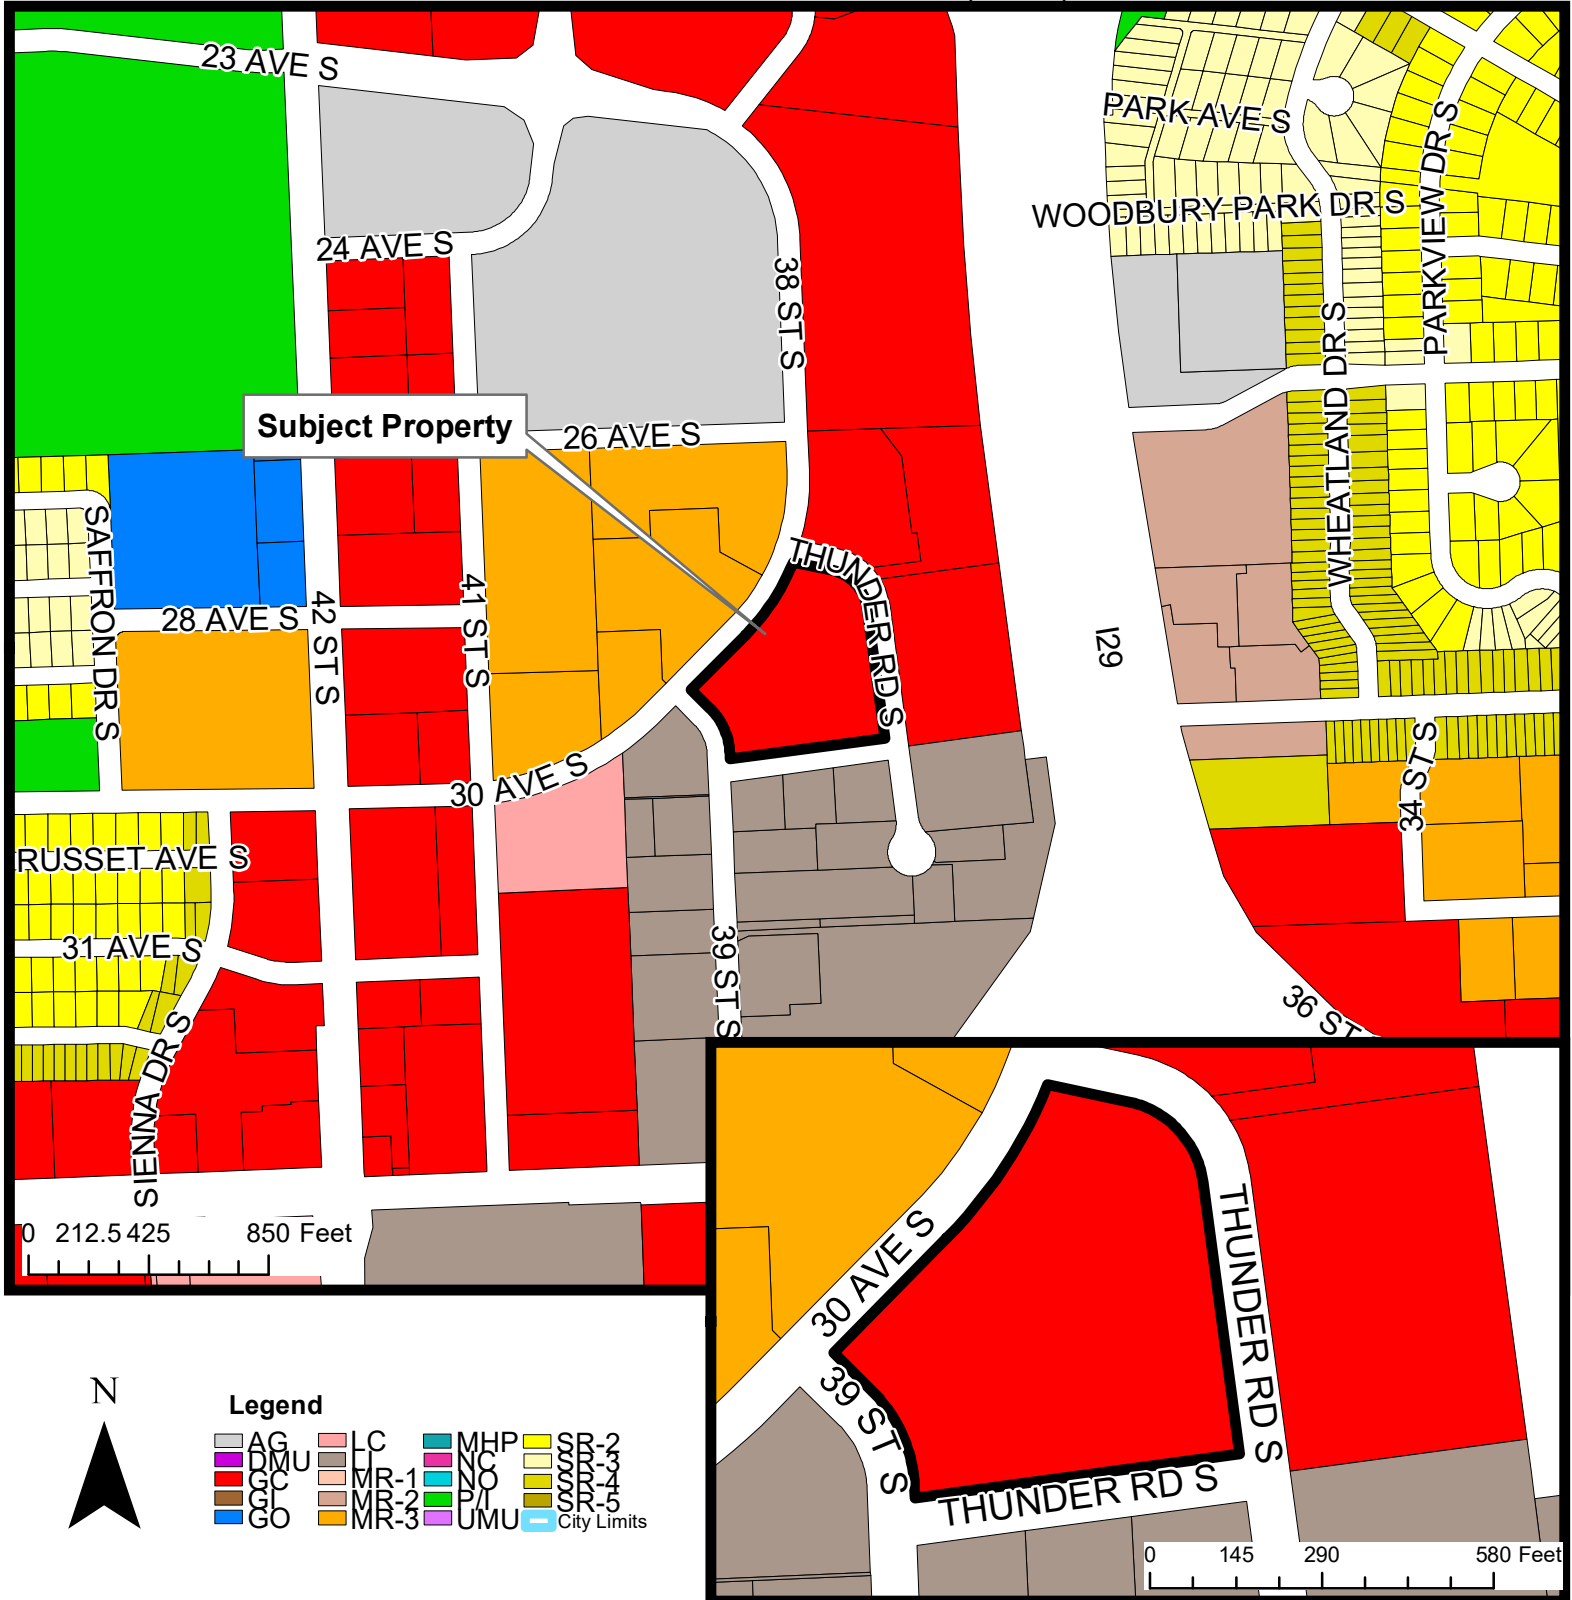 23 AVE S
PARK AVE S
PARKVIEW DR S
WOODBURY PARK DR S
24 AVE S
38 ST S
WHEATLAND DR S
Subject Property
26 AVE S
SAFFRON DR S
THUNDER RD S
41 ST S
42 ST S
28 AVE S
I29
34 ST S
30 AVE S
RUSSET AVE S
31 AVE S
39 ST S
36 ST
SIENNA DR S
0 212.5 425 850 Feet
30 AVE S
THUNDER RD S
39 ST S
THUNDER RD S
0 145 290 580 Feet
N
Legend
AG LC MHP SR-2
DMU LI NC SR-3
GC MR-1 NO SR-4
GI MR-2 P/I SR-5
GO MR-3 UMU City Limits